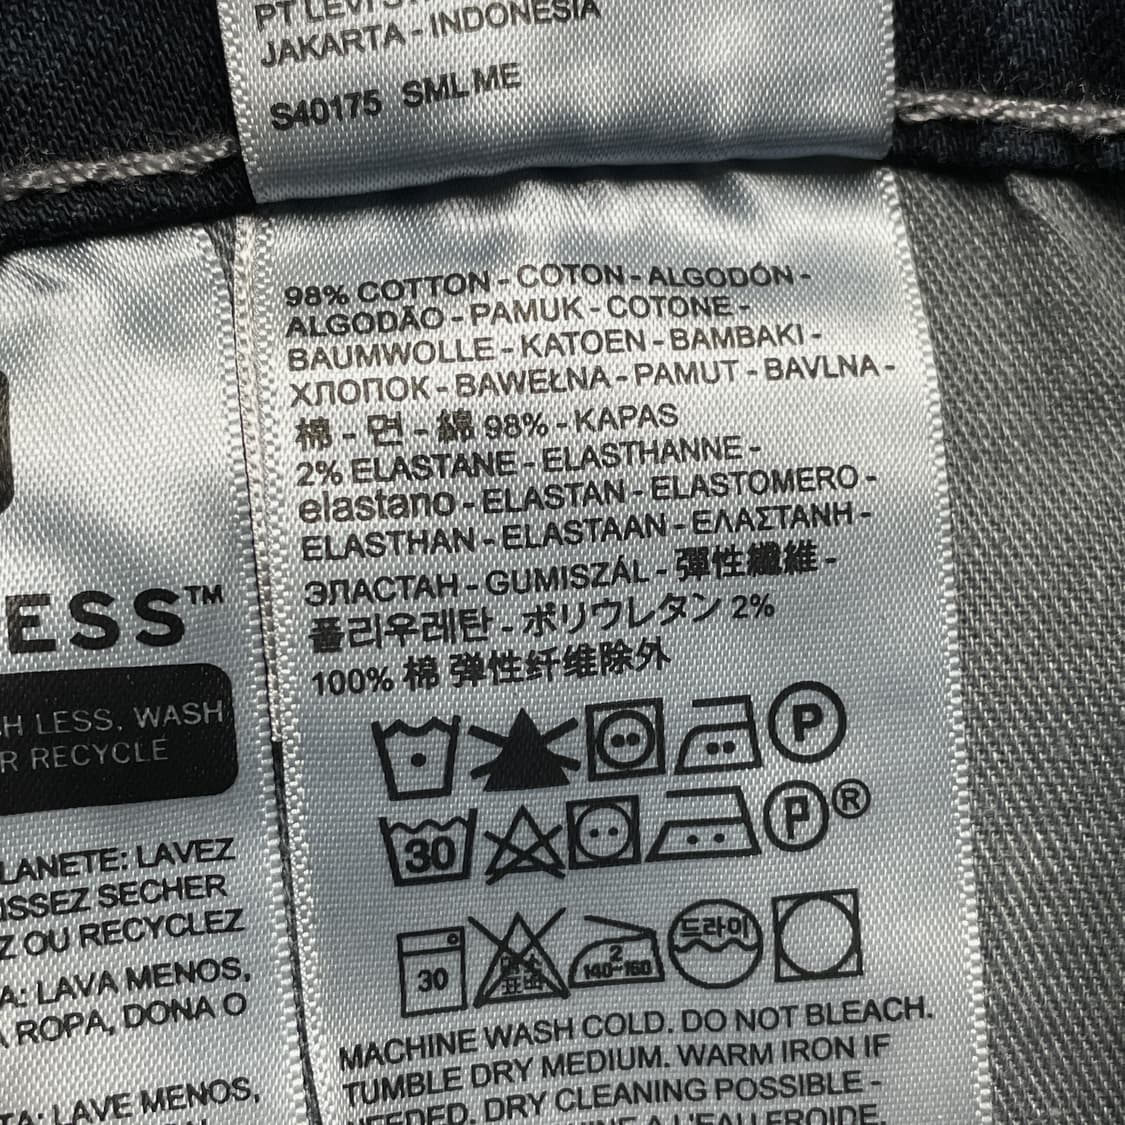 JAKARTA - INDONESIA
S40175 SMLME
98% COTTON - COTON - ALGODÓN -
ALGODÃO - PAMUK - COTONE -
BAUMWOLLE - KATOEN - BAMBAKI -
ХЛОПОК - BAWEŁNA - PAMUT - BAVLNA -
棉 - 면 - 綿 98% - KAPAS
2% ELASTANE - ELASTHANNE -
elastano - ELASTAN - ELASTOMERO -
ELASTHAN - ELASTAAN - ΕΛΑΣΤΑΝΗ -
ЭЛАСТАН - GUMISZÁL - 彈性纖維 -
폴리우레탄 - ポリウレタン 2%
100% 棉 弹性纤维除外
P
30 P®
30 2 140~160 드라이
MACHINE WASH COLD. DO NOT BLEACH.
TUMBLE DRY MEDIUM. WARM IRON IF
NEEDED. DRY CLEANING POSSIBLE -
ESS™
H LESS, WASH
R RECYCLE
LANETE: LAVEZ
ISSEZ SECHER
Z OU RECYCLEZ
A: LAVA MENOS,
ROPA, DONA O
TA: LAVE MENOS,